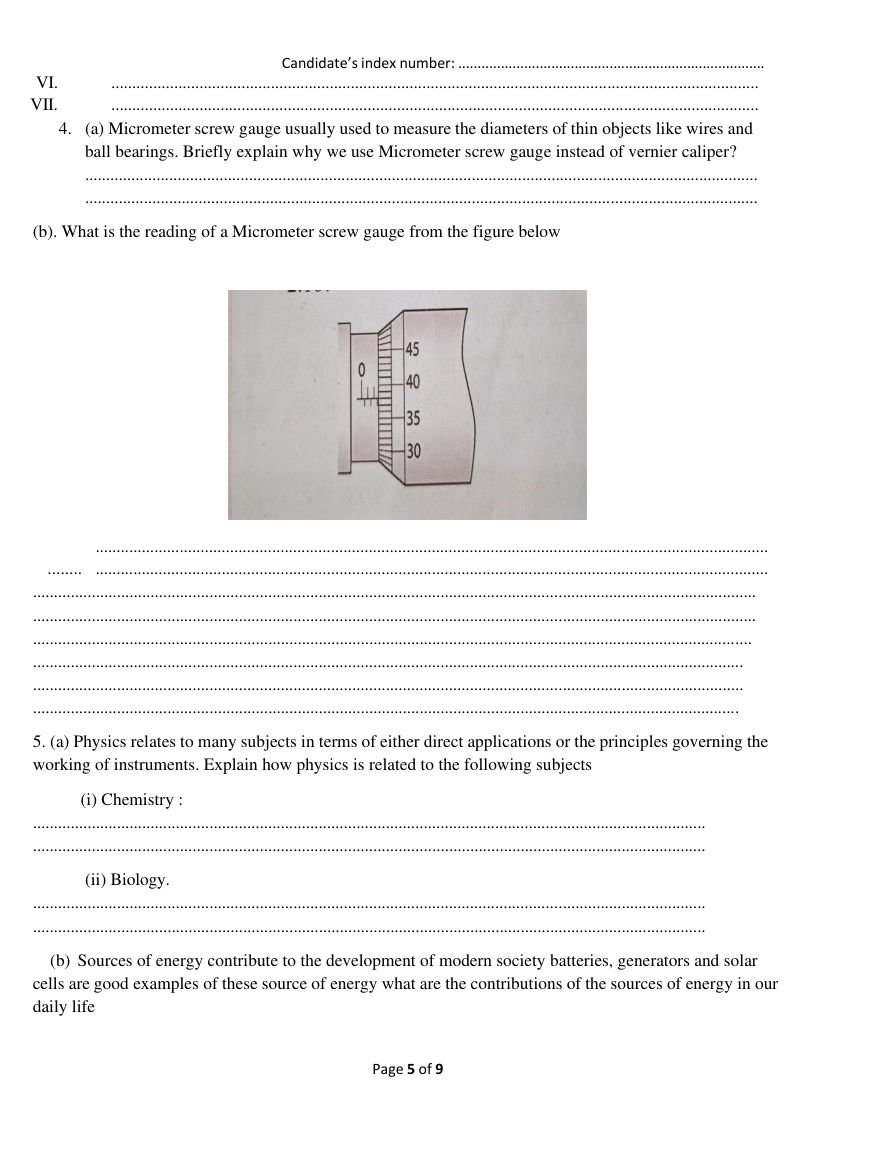 Candidate’s index number: ................................................................................
VI. ...........................................................................................................................................................
VII. ...........................................................................................................................................................
4. (a) Micrometer screw gauge usually used to measure the diameters of thin objects like wires and
ball bearings. Briefly explain why we use Micrometer screw gauge instead of vernier caliper?
.................................................................................................................................................................
.................................................................................................................................................................
(b). What is the reading of a Micrometer screw gauge from the figure below
45
0
40
35
30
.................................................................................................................................................................
........ .................................................................................................................................................................
.............................................................................................................................................................................
.............................................................................................................................................................................
............................................................................................................................................................................
..........................................................................................................................................................................
..........................................................................................................................................................................
.........................................................................................................................................................................
5. (a) Physics relates to many subjects in terms of either direct applications or the principles governing the
working of instruments. Explain how physics is related to the following subjects
(i) Chemistry :
.................................................................................................................................................................
.................................................................................................................................................................
(ii) Biology.
.................................................................................................................................................................
.................................................................................................................................................................
(b) Sources of energy contribute to the development of modern society batteries, generators and solar
cells are good examples of these source of energy what are the contributions of the sources of energy in our
daily life
Page 5 of 9